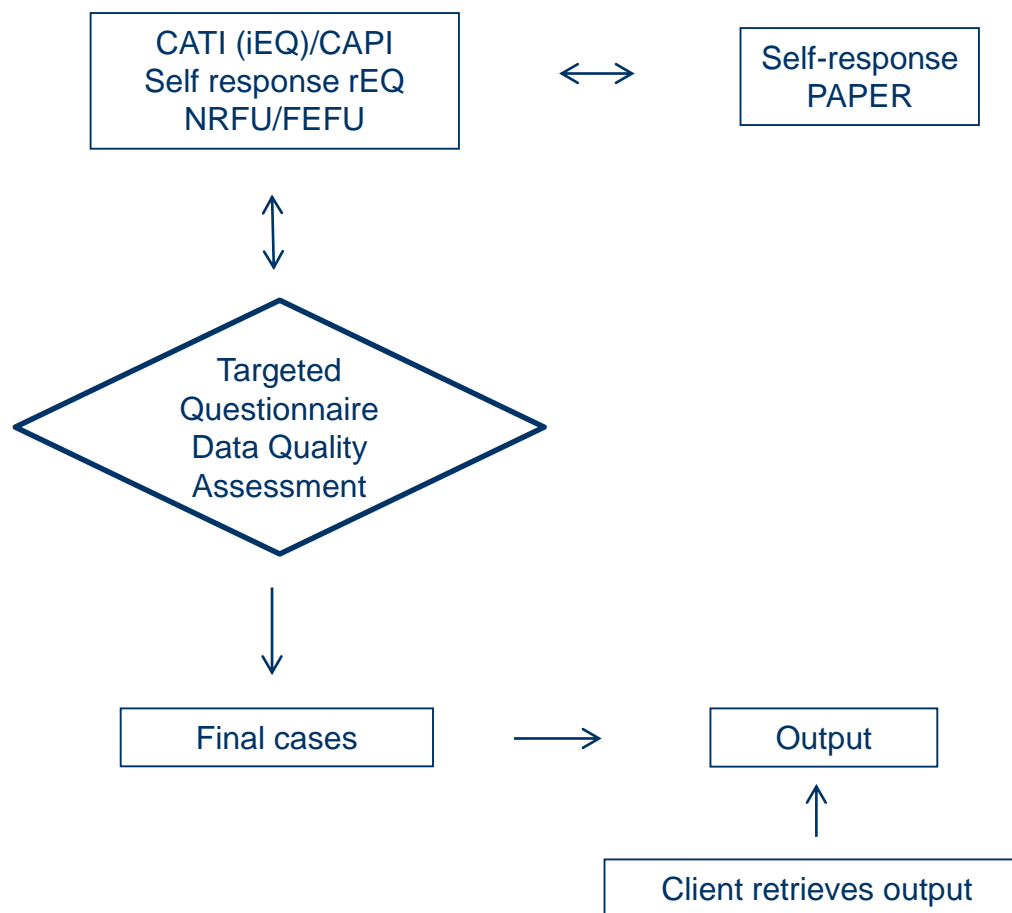 CATI (iEQ)/CAPI
Self response rEQ
NRFU/FEFU
Self-response
PAPER
Targeted
Questionnaire
Data Quality
Assessment
Final cases
Output
Client retrieves output